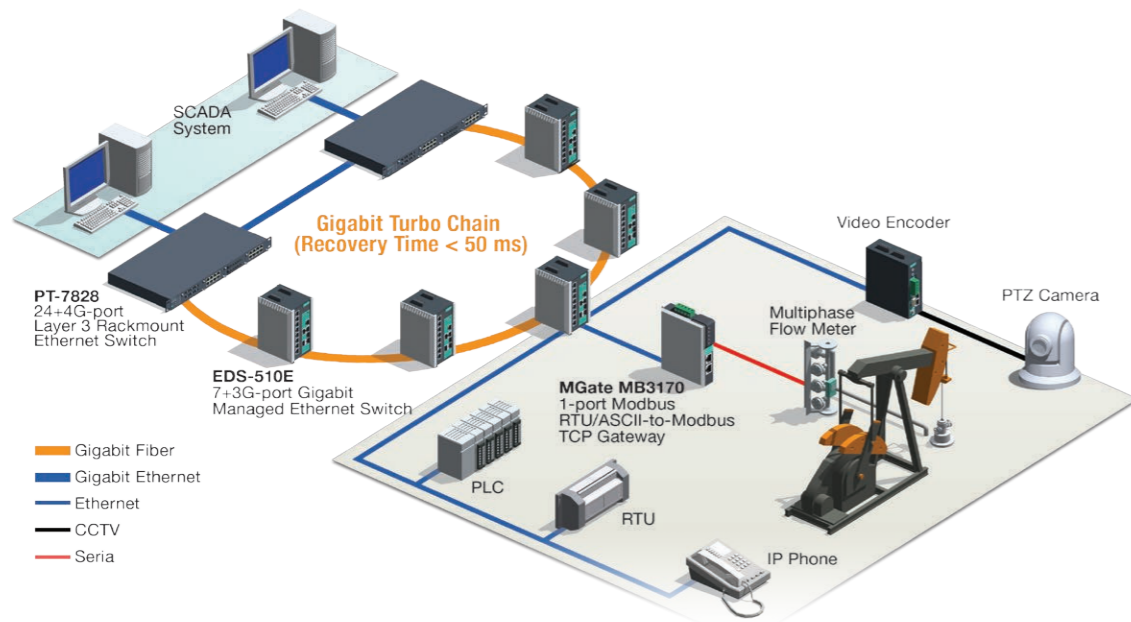 SCADA
System
Gigabit Turbo Chain
(Recovery Time < 50 ms)
PT-7828
24+4G-port
Layer 3 Rackmount
Ethernet Switch
EDS-510E
7+3G-port Gigabit
Managed Ethernet Switch
Video Encoder
PTZ Camera
Multiphase
Flow Meter
MGate MB3170
1-port Modbus
RTU/ASCII-to-Modbus
TCP Gateway
PLC
RTU
IP Phone
Gigabit Fiber
Gigabit Ethernet
Ethernet
CCTV
Seria